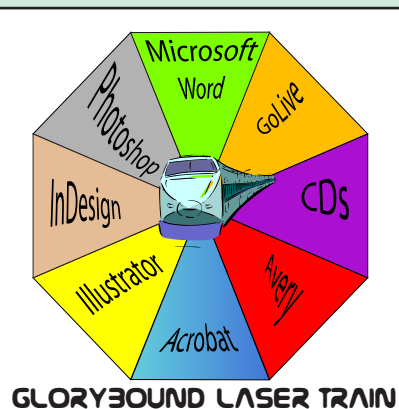 Microsoft
Word
GoLive
CDs
Avery
Acrobat
Illustrator
InDesign
Photoshop
GLORYBOUND LASER TRAIN